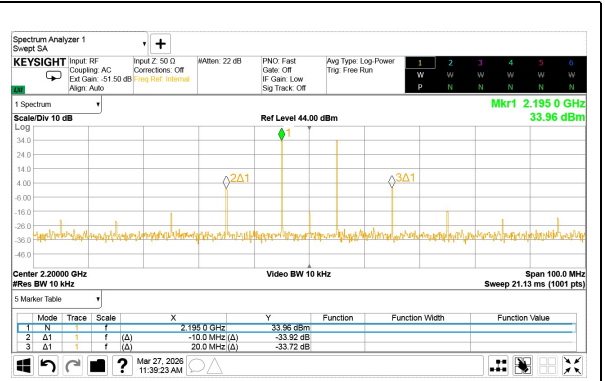 Spectrum Analyzer 1
Swept SA
+
KEYSIGHT Input: RF Input Z: 50 Ω #Atten: 22 dB PNO: Fast Avg Type: Log-Power 1 2 3 4 5 6
Coupling: AC Corrections: Off Gate: Off Trig: Free Run W W W W W W
Ext Gain: -51.50 dB Freq Ref: Internal IF Gain: Low P N N N N N
Align: Auto Sig Track: Off
1 Spectrum Mkr1 2.195 0 GHz
Scale/Div 10 dB Ref Level 44.00 dBm 33.96 dBm
Log
34.0
24.0
14.0
4.00
-6.00
-16.0
-26.0
-36.0
-46.0
1
2Δ1
3Δ1
Center 2.20000 GHz Video BW 10 kHz Span 100.0 MHz
#Res BW 10 kHz Sweep 21.13 ms (1001 pts)
5 Marker Table
Mode Trace Scale X Y Function Function Width Function Value
1 N 1 f 2.195 0 GHz 33.96 dBm
2 Δ1 1 f (Δ) -10.0 MHz (Δ) -33.92 dB
3 Δ1 1 f (Δ) 20.0 MHz (Δ) -33.72 dB
? Mar 27, 2026
11:39:23 AM